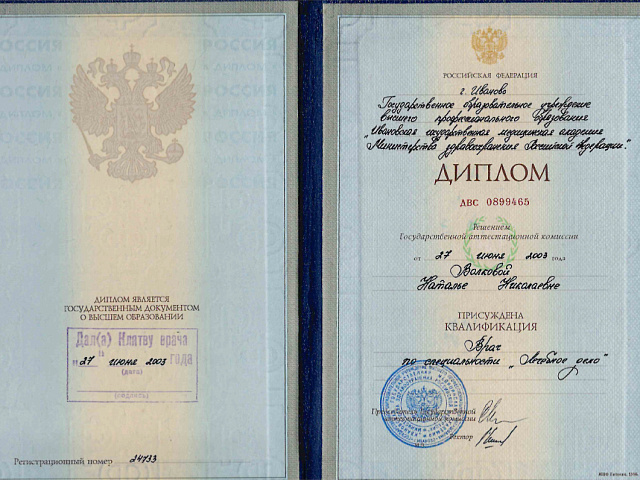 ДИПЛОМ ЯВЛЯЕТСЯ
ГОСУДАРСТВЕННЫМ ДОКУМЕНТОМ
О ВЫСШЕМ ОБРАЗОВАНИИ
Дал(а) Клятву врача
"27" июня 2003 года
(дата)
(подпись)
Регистрационный номер 24733
РОССИЙСКАЯ ФЕДЕРАЦИЯ
г. Иваново
Государственное образовательное учреждение
высшего профессионального образования
"Ивановская государственная медицинская академия
Министерства здравоохранения Российской Федерации".
ДИПЛОМ
АВС 0899465
Решением
Государственной аттестационной комиссии
от 27 июня 2003 года
Волковой
Наталье Николаевне
ПРИСУЖДЕНА
КВАЛИФИКАЦИЯ
Врач
по специальности „Лечебное дело"
Председатель Государственной
аттестационной комиссии
Ректор